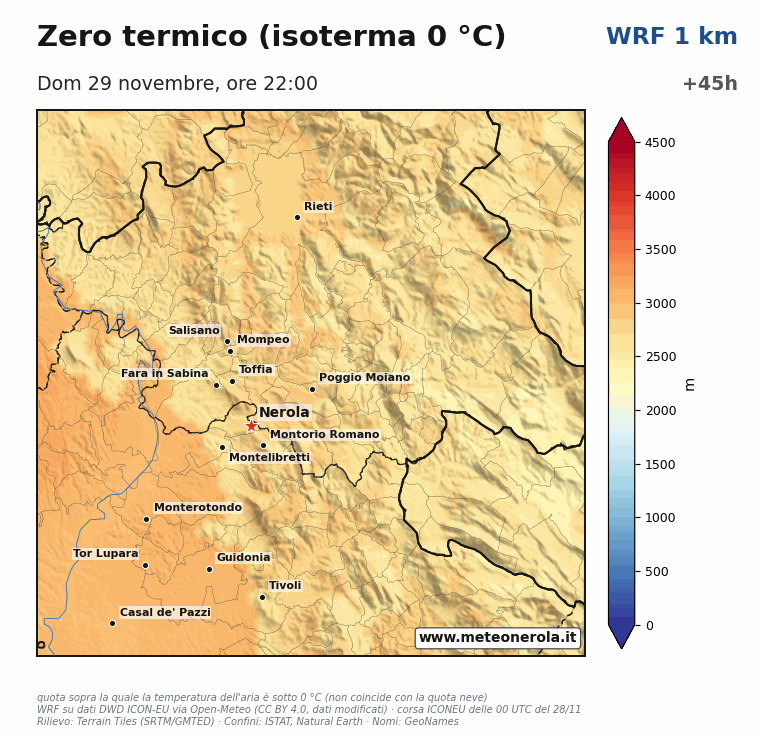 Zero termico (isoterma 0 °C)
WRF 1 km
Dom 29 novembre, ore 22:00
+45h
Rieti
Salisano
Mompeo
Fara in Sabina
Toffia
Poggio Moiano
Nerola
Montorio Romano
Montelibretti
Monterotondo
Tor Lupara
Guidonia
Tivoli
Casal de' Pazzi
www.meteonerola.it
4500
4000
3500
3000
2500
2000
1500
1000
500
0
m
quota sopra la quale la temperatura dell'aria è sotto 0 °C (non coincide con la quota neve)
WRF su dati DWD ICON-EU via Open-Meteo (CC BY 4.0, dati modificati) · corsa ICONEU delle 00 UTC del 28/11
Rilievo: Terrain Tiles (SRTM/GMTED) · Confini: ISTAT, Natural Earth · Nomi: GeoNames